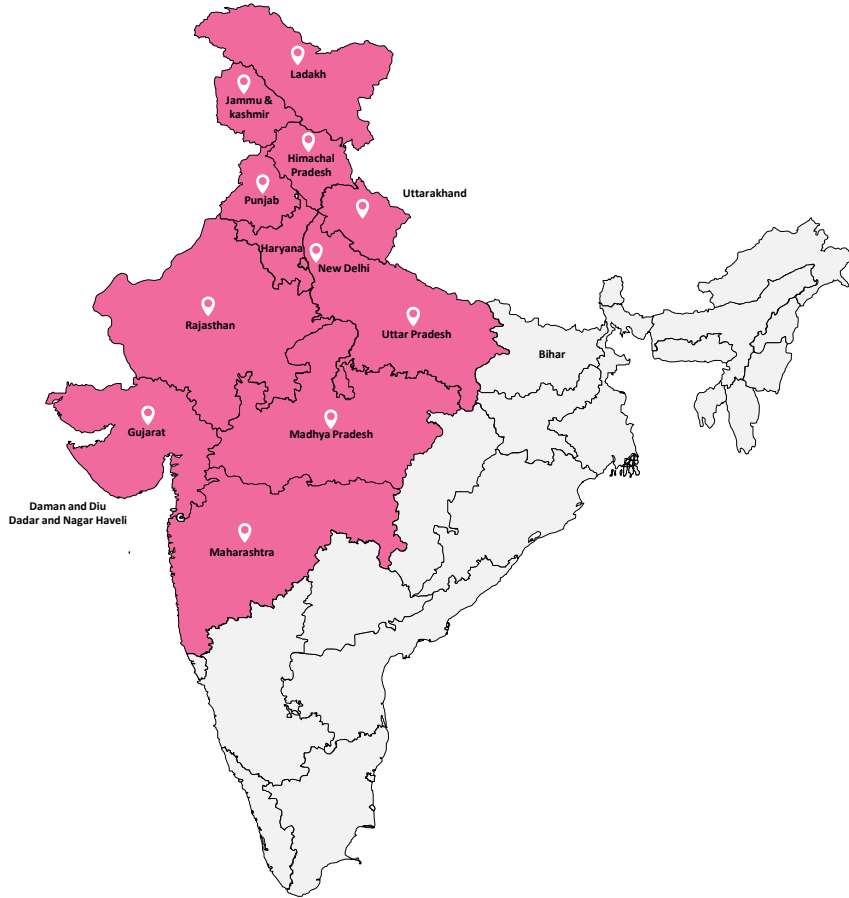 Ladakh
Jammu &
kashmir
Himachal
Pradesh
Punjab
Uttarakhand
Haryana
New Delhi
Rajasthan
Uttar Pradesh
Bihar
Gujarat
Madhya Pradesh
Daman and Diu
Dadar and Nagar Haveli
Maharashtra